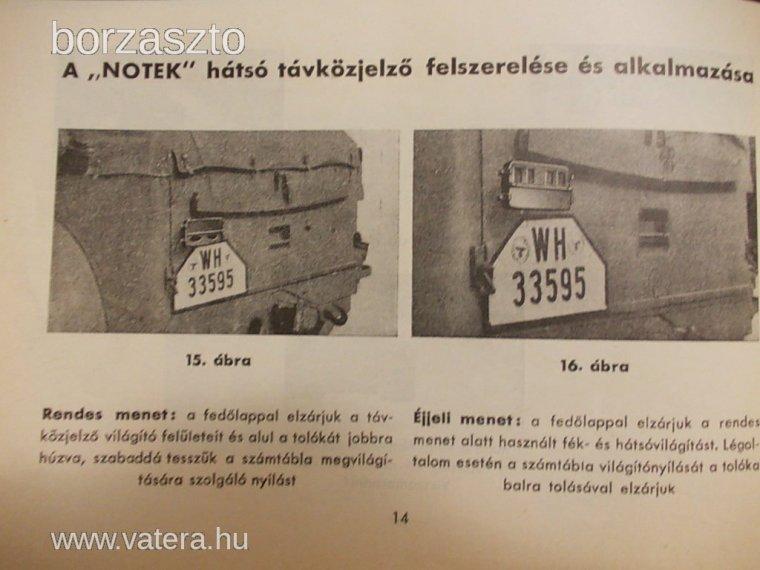 borzaszto
A „NOTEK" hátsó távközjelző felszerelése és alkalmazása
WH
33595
WH
33595
15. ábra
16. ábra
Rendes menet: a fedőlappal elzárjuk a táv-
közjelző világító felületeit és alul a tolókát jobbra
húzva, szabaddá tesszük a számtábla megvilágí-
tására szolgáló nyílást
Éjjeli menet: a fedőlappal elzárjuk a rendes
menet alatt használt fék- és hátsóvilágítást. Légol-
talom esetén a számtábla világítónyílását a tolóka
balra tolásával elzárjuk
14
www.vatera.hu